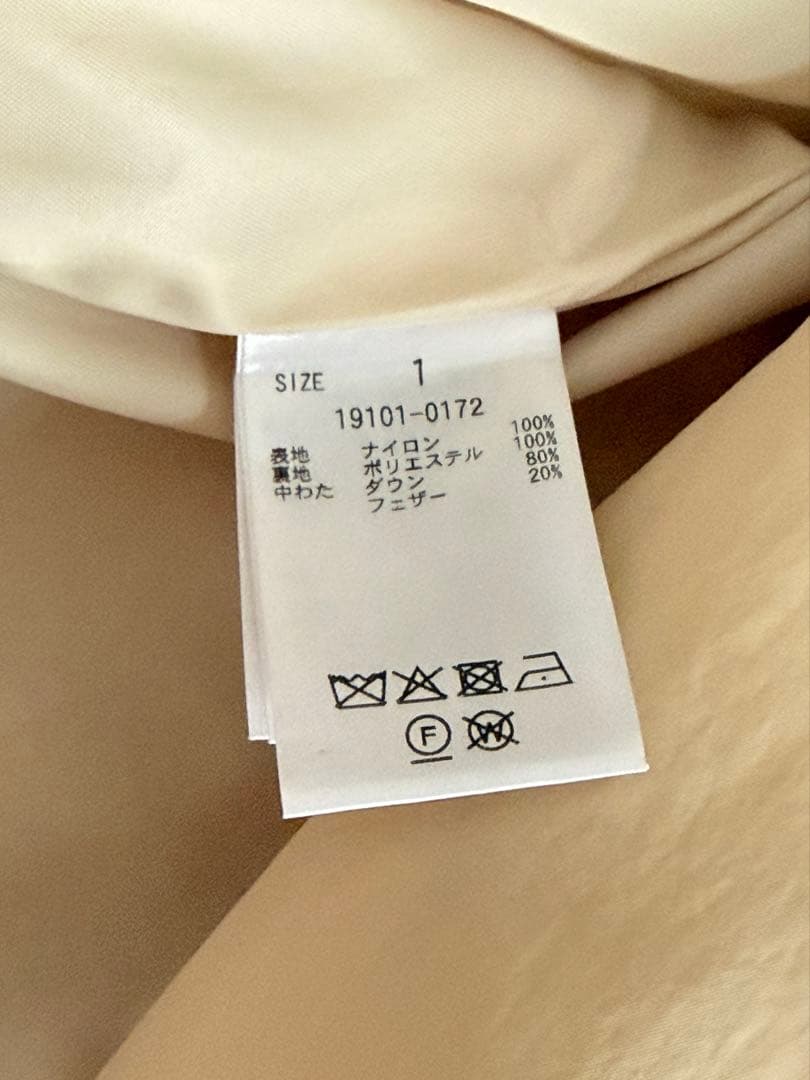 SIZE 1
19101-0172
表地 ナイロン 100%
裏地 ポリエステル 100%
中わた ダウン 80%
フェザー 20%
F W